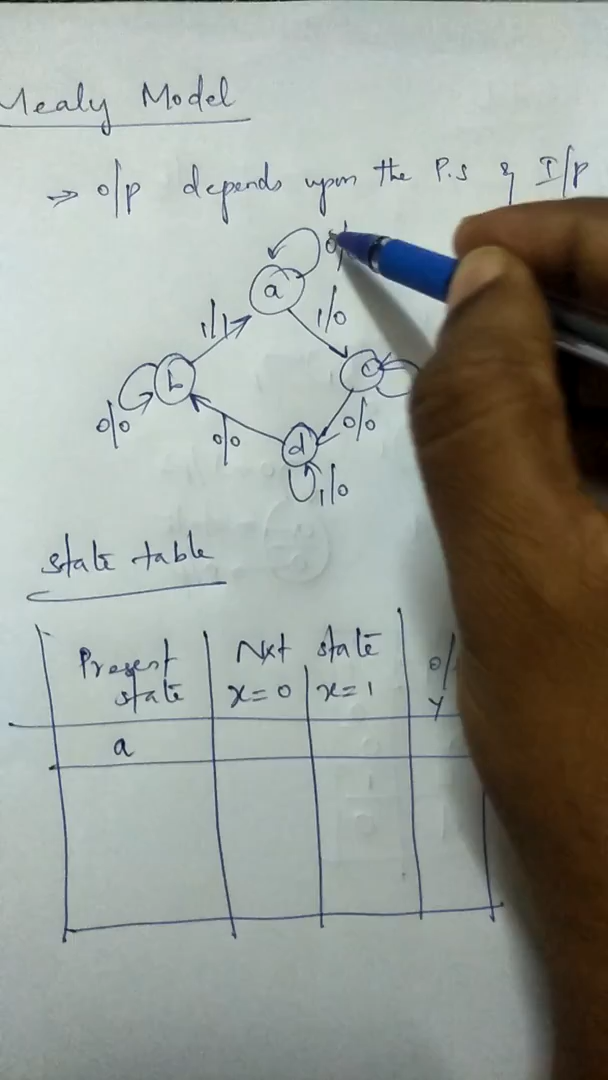 Mealy Model
→ o/p depends upon the P.S & I/p
a
1/1
1/0
b
c
0/0
0/0
d
0/0
1/0
state table
Present state
Nxt state
x=0
x=1
y
a